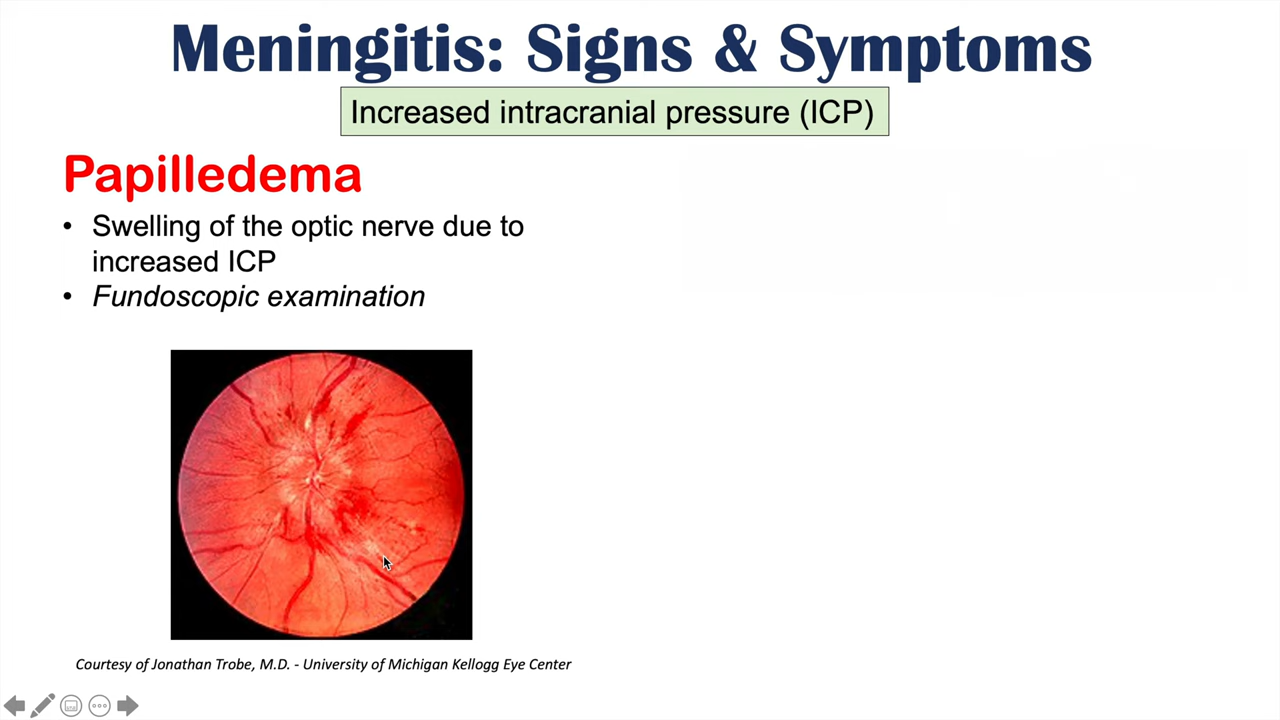 Meningitis: Signs & Symptoms
Increased intracranial pressure (ICP)
Papilledema
• Swelling of the optic nerve due to
increased ICP
• Fundoscopic examination
Courtesy of Jonathan Trobe, M.D. - University of Michigan Kellogg Eye Center